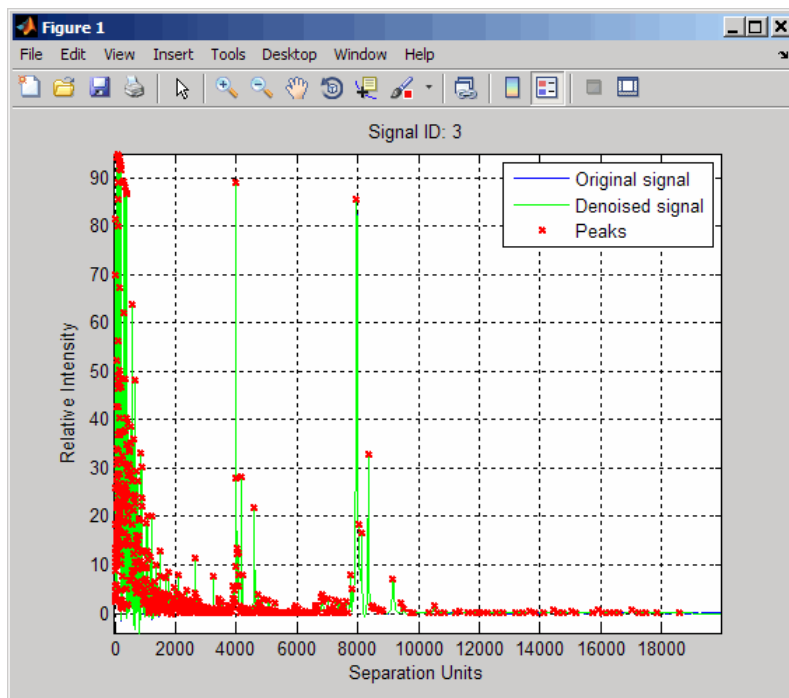 Figure 1
File Edit View Insert Tools Desktop Window Help
Signal ID: 3
Original signal
Denoised signal
Peaks
90
80
70
60
50
40
30
20
10
0
Relative Intensity
0 2000 4000 6000 8000 10000 12000 14000 16000 18000
Separation Units